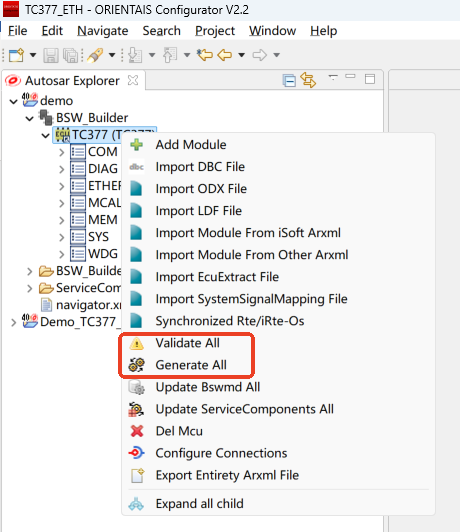 TC377_ETH - ORIENTAIS Configurator V2.2
File Edit Navigate Search Project Run Window Help
Autosar Explorer
demo
BSW_Builder
TC377 (TC377)
COM
DIAG
ETHER
MCAL
MEM
SYS
WDG
BSW_Builde
ServiceCom
navigator.x
Demo_TC377_
Add Module
Import DBC File
Import ODX File
Import LDF File
Import Module From iSoft Arxml
Import Module From Other Arxml
Import EcuExtract File
Import SystemSignalMapping File
Synchronized Rte/iRte-Os
Validate All
Generate All
Update Bswmd All
Update ServiceComponents All
Del Mcu
Configure Connections
Export Entirety Arxml File
Expand all child